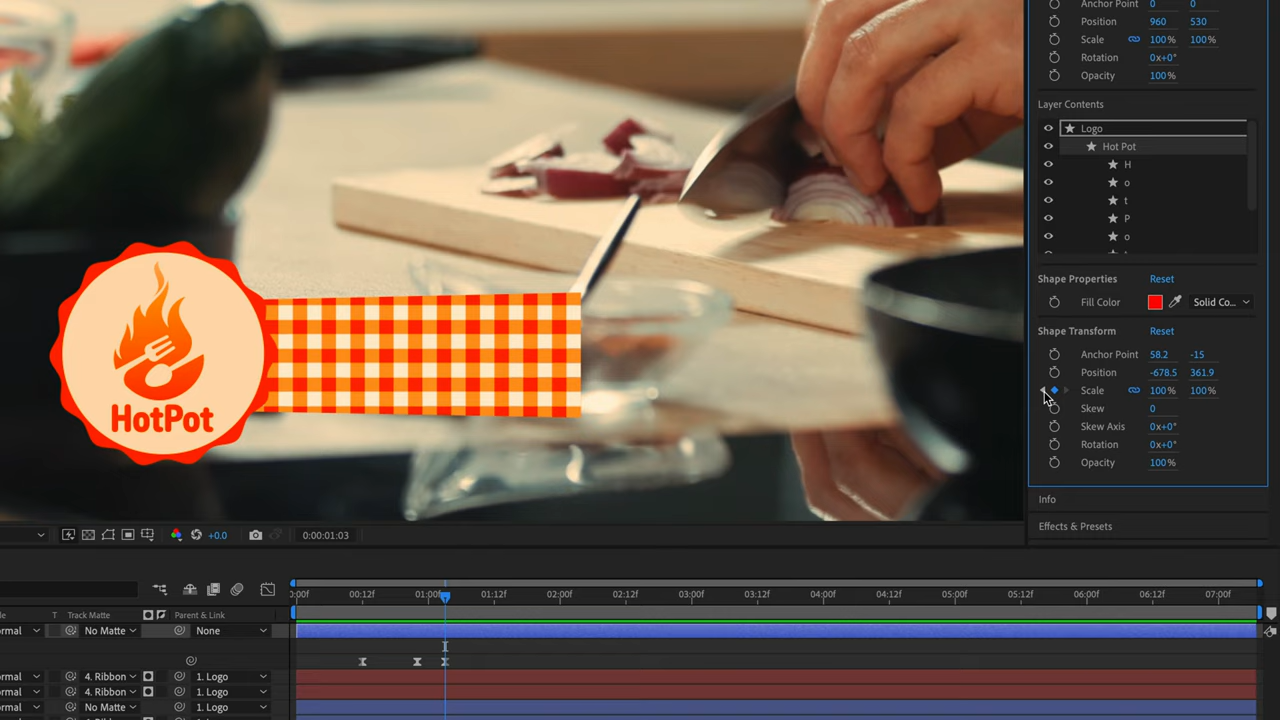 Anchor Point 0 0
Position 960 530
Scale 100% 100%
Rotation 0x+0°
Opacity 100%
Layer Contents
Logo
Hot Pot
H
o
t
P
o
Shape Properties Reset
Fill Color Solid Co...
Shape Transform Reset
Anchor Point 58.2 -15
Position -678.5 361.9
Scale 100% 100%
Skew 0
Skew Axis 0x+0°
Rotation 0x+0°
Opacity 100%
Info
Effects & Presets
HotPot
+0.0 0:00:01:03
:00f 00:12f 01:00f 01:12f 02:00f 02:12f 03:00f 03:12f 04:00f 04:12f 05:00f 05:12f 06:00f 06:12f 07:00f
T Track Matte Parent & Link
ormal No Matte None
ormal 4. Ribbon 1. Logo
ormal 4. Ribbon 1. Logo
ormal No Matte 1. Logo